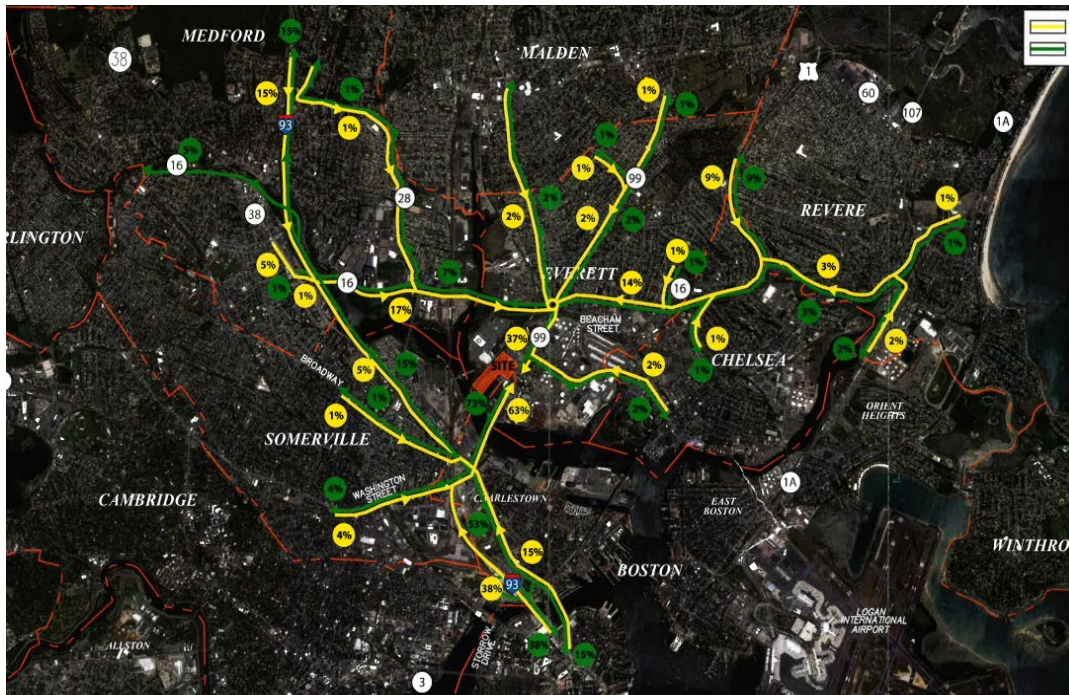 MEDFORD
15%
MALDEN
38
1
60
107
1A
15%
93
1%
1%
1%
1%
1%
5%
16
1%
99
28
9%
9%
REVERE
38
2%
2%
2%
2%
1%
1%
RLINGTON
5%
1%
16
7%
17%
1%
EVERETT
14%
1%
1%
16
3%
3%
BEACHAM
STREET
37%
99
1%
CHELSEA
1%
2%
2%
2%
2%
SITE
73%
63%
BROADWAY
5%
15%
1%
1%
SOMERVILLE
ORIENT
HEIGHTS
CAMBRIDGE
4%
WASHINGTON
STREET
4%
CHARLESTOWN
EAST
BOSTON
1A
53%
15%
38%
93
BOSTON
WINTHRO
LOGAN
INTERNATIONAL
AIRPORT
ALLSTON
STORROW
DRIVE
38%
15%
3